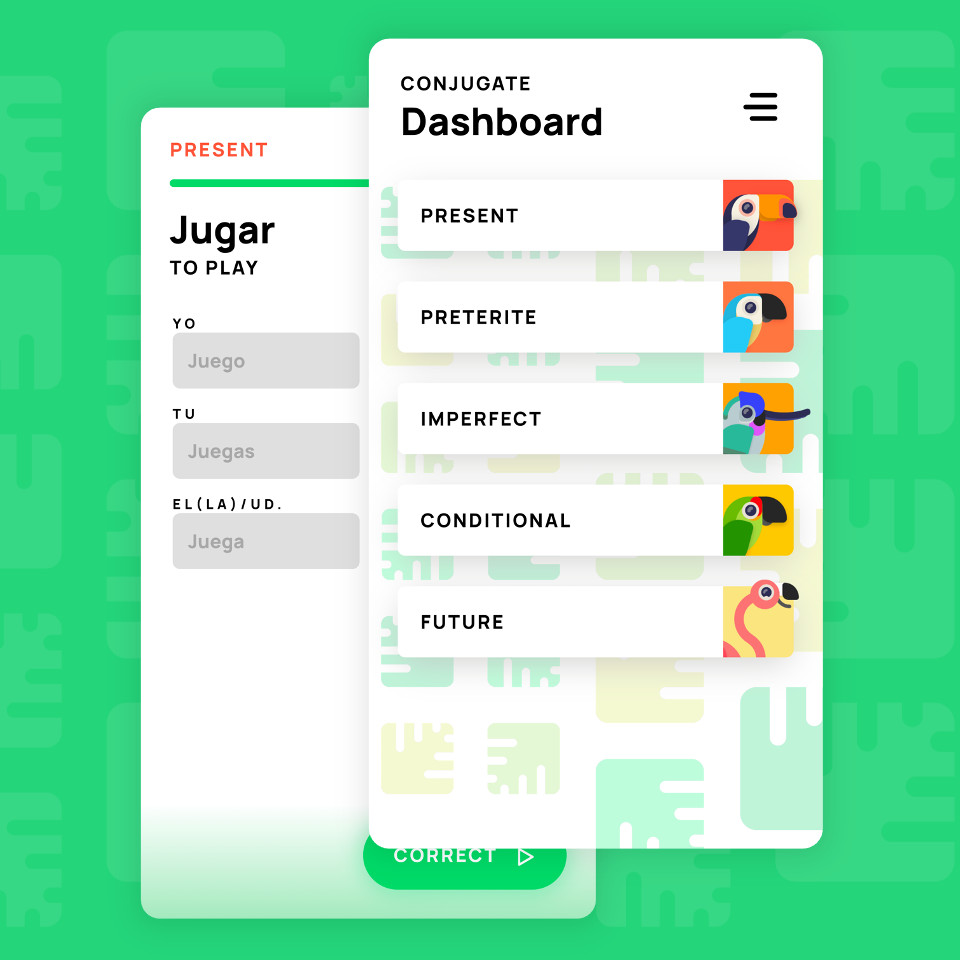 CONJUGATE
Dashboard
PRESENT
PRETERITE
IMPERFECT
CONDITIONAL
FUTURE
PRESENT
Jugar
TO PLAY
YO
Juego
TU
Juegas
EL(LA)/UD.
Juega
CORRECT